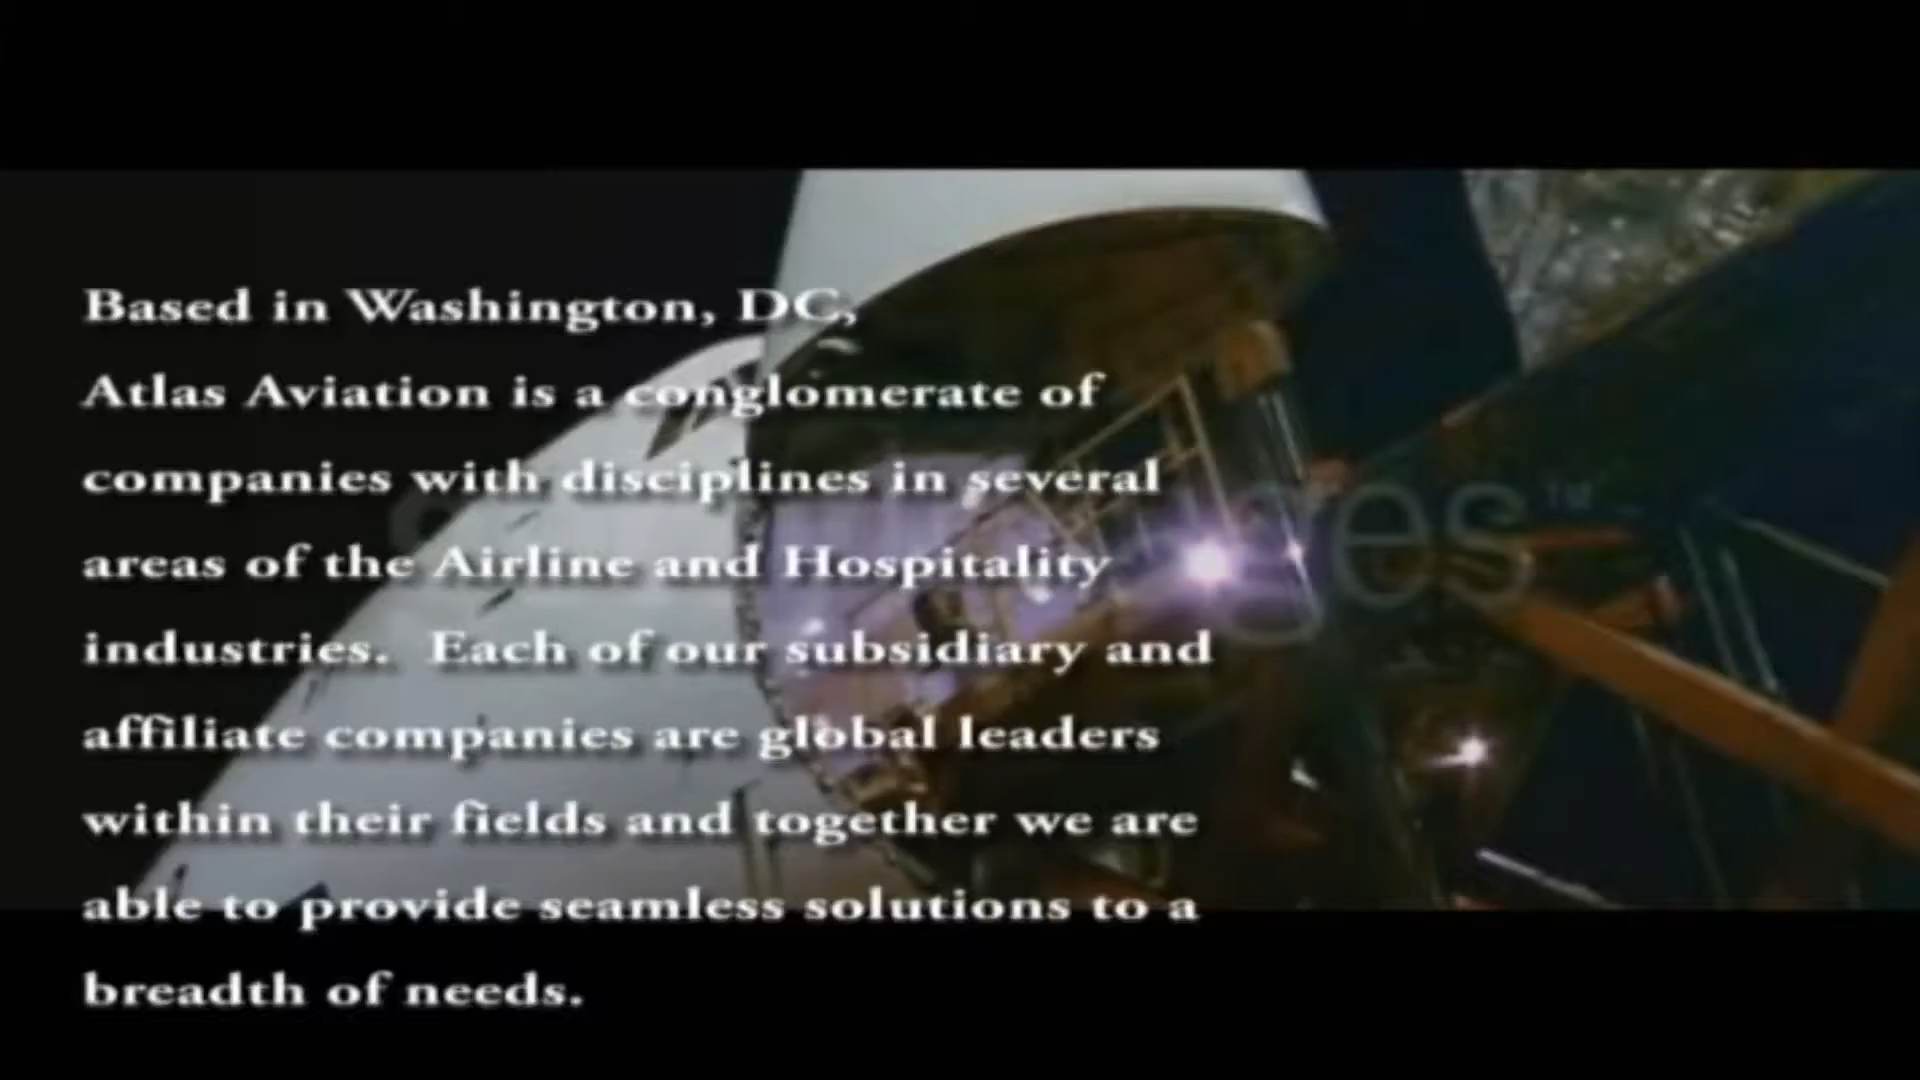 Based in Washington, DC,
Atlas Aviation is a conglomerate of
companies with disciplines in several
areas of the Airline and Hospitality
industries. Each of our subsidiary and
affiliate companies are global leaders
within their fields and together we are
able to provide seamless solutions to a
breadth of needs.